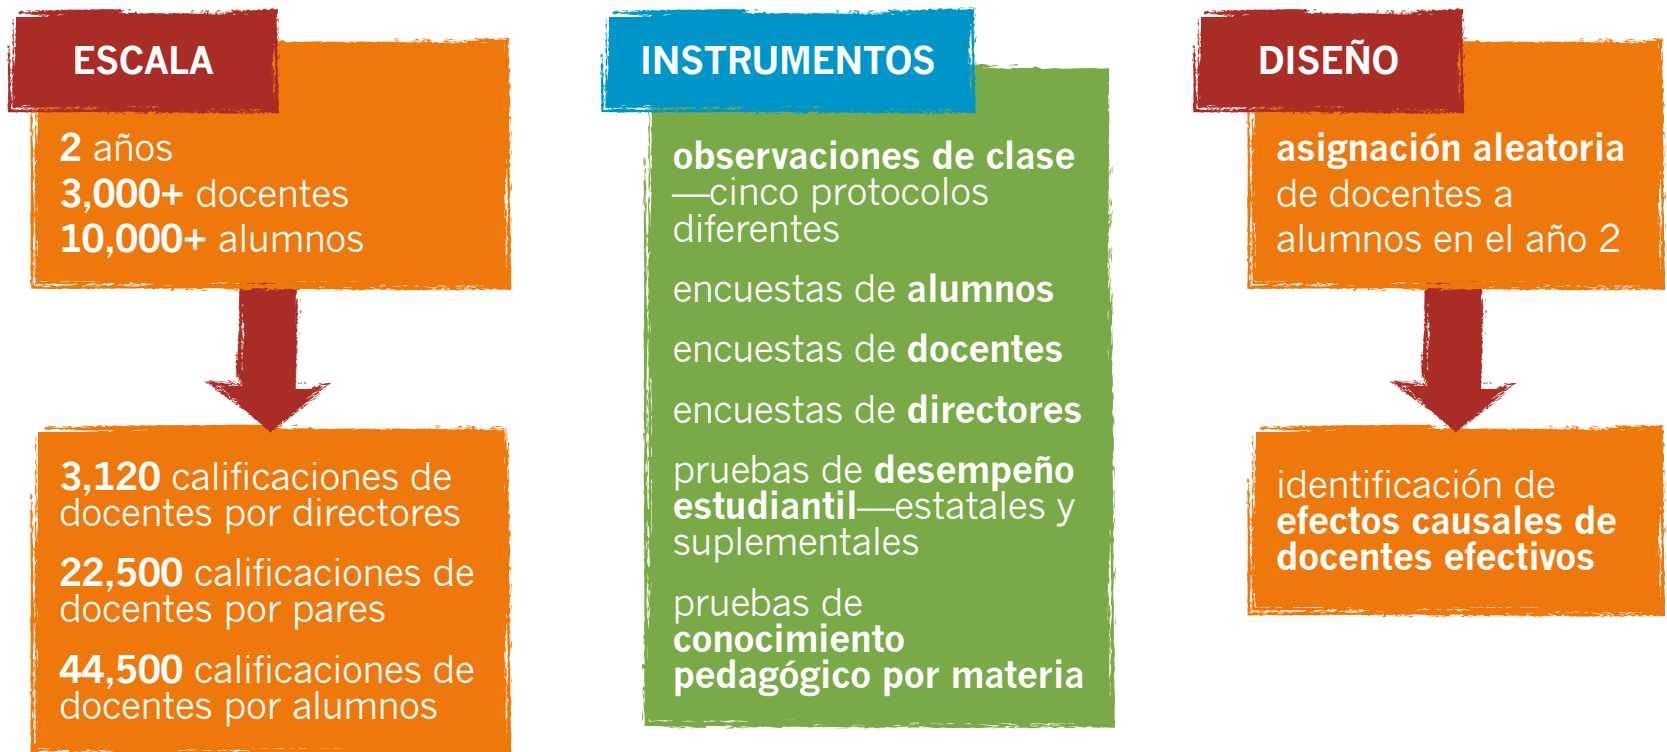 ESCALA
2 años
3,000+ docentes
10,000+ alumnos
3,120 calificaciones de
docentes por directores
22,500 calificaciones de
docentes por pares
44,500 calificaciones de
docentes por alumnos
INSTRUMENTOS
observaciones de clase
—cinco protocolos
diferentes
encuestas de alumnos
encuestas de docentes
encuestas de directores
pruebas de desempeño
estudiantil—estatales y
suplementales
pruebas de
conocimiento
pedagógico por materia
DISEÑO
asignación aleatoria
de docentes a
alumnos en el año 2
identificación de
efectos causales de
docentes efectivos